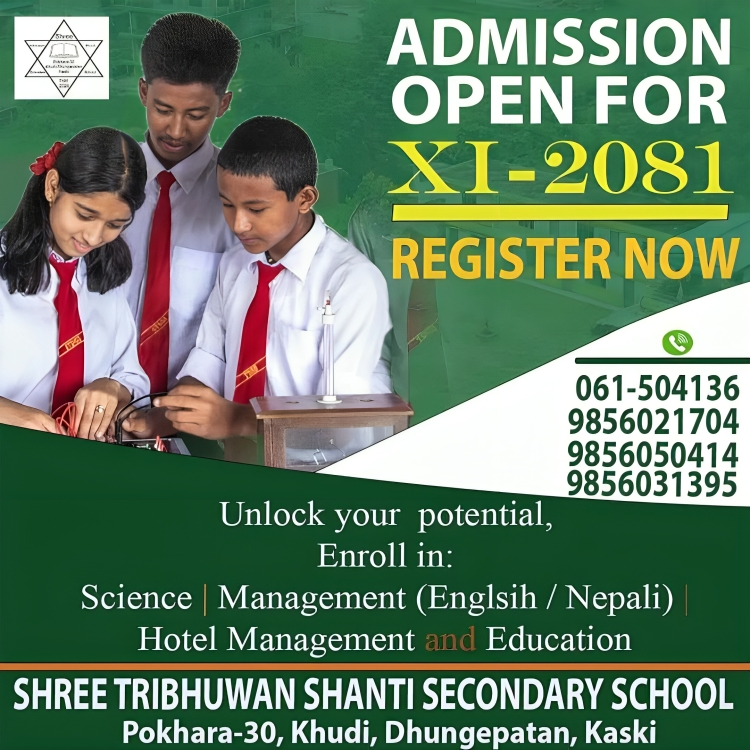 Shree
ADMISSION
OPEN FOR
XI-2081
REGISTER NOW
061-504136
9856021704
9856050414
9856031395
Unlock your potential,
Enroll in:
Science | Management (Englsih / Nepali) |
Hotel Management and Education
SHREE TRIBHUWAN SHANTI SECONDARY SCHOOL
Pokhara-30, Khudi, Dhungepatan, Kaski